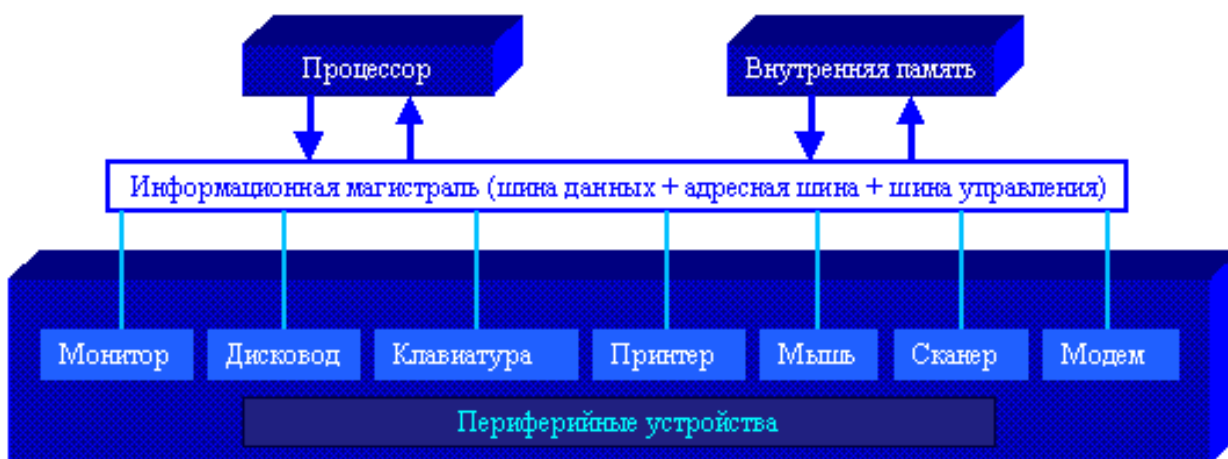 Процессор
Внутренняя память
Информационная магистраль (шина данных + адресная шина + шина управления)
Монитор
Дисковод
Клавиатура
Принтер
Мышь
Сканер
Модем
Периферийные устройства